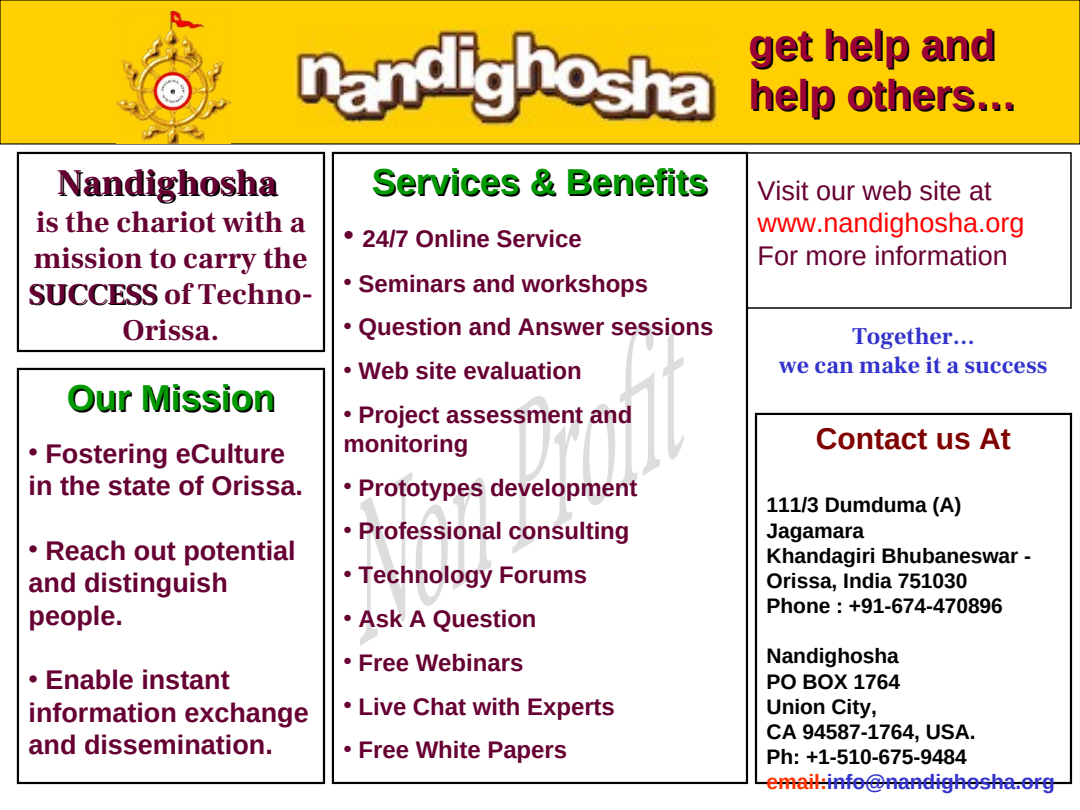 nandighosha
get help and
help others…
Nandighosha
is the chariot with a
mission to carry the
SUCCESS of Techno-
Orissa.
Our Mission
• Fostering eCulture
in the state of Orissa.
• Reach out potential
and distinguish
people.
• Enable instant
information exchange
and dissemination.
Services & Benefits
• 24/7 Online Service
• Seminars and workshops
• Question and Answer sessions
• Web site evaluation
• Project assessment and
monitoring
• Prototypes development
• Professional consulting
• Technology Forums
• Ask A Question
• Free Webinars
• Live Chat with Experts
• Free White Papers
Non Profit
Visit our web site at
www.nandighosha.org
For more information
Together…
we can make it a success
Contact us At
111/3 Dumduma (A)
Jagamara
Khandagiri Bhubaneswar -
Orissa, India 751030
Phone : +91-674-470896
Nandighosha
PO BOX 1764
Union City,
CA 94587-1764, USA.
Ph: +1-510-675-9484
email:info@nandighosha.org